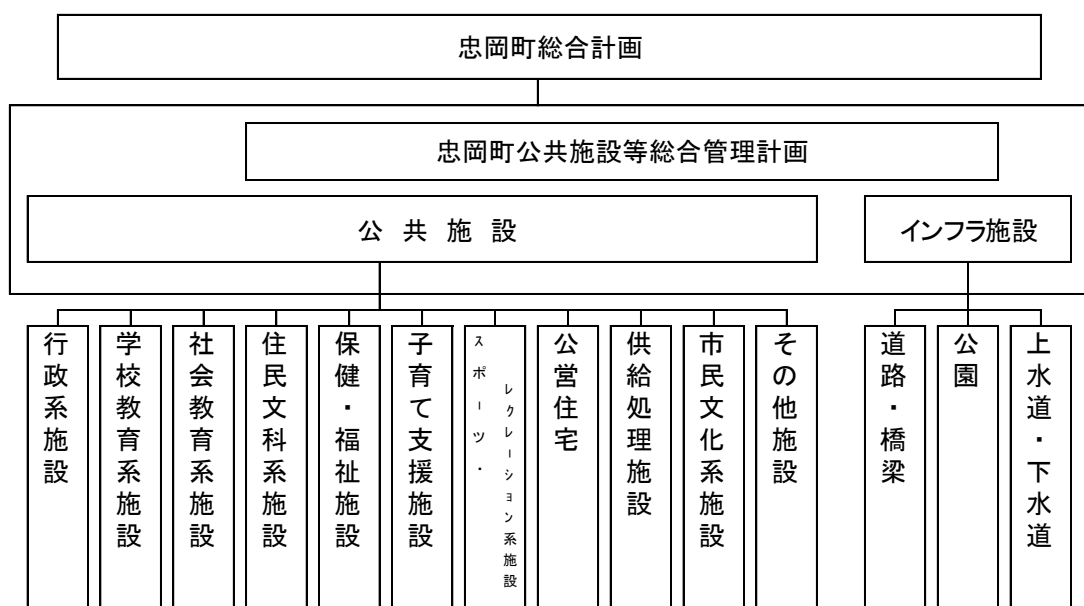 忠岡町総合計画
忠岡町公共施設等総合管理計画
公共施設
インフラ施設
行政系施設
学校教育系施設
社会教育系施設
住民文科系施設
保健・福祉施設
子育て支援施設
スポーツ・
レクレーション系施設
公営住宅
供給処理施設
市民文化系施設
その他施設
道路・橋梁
公園
上水道・下水道